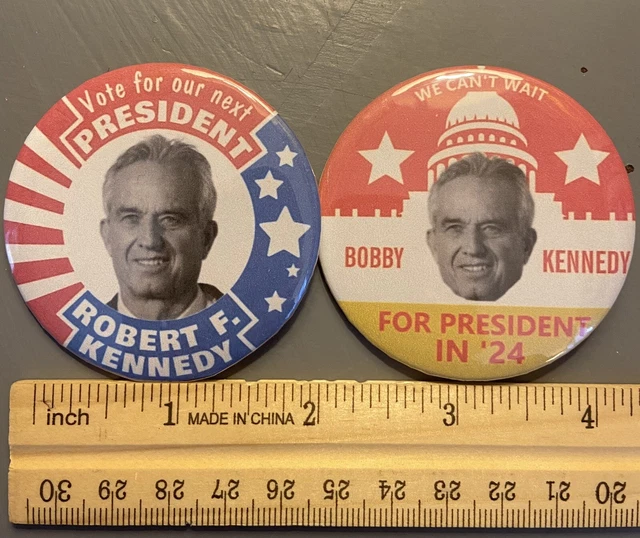 Vote for our next
PRESIDENT
ROBERT F.
KENNEDY
WE CAN'T WAIT
BOBBY KENNEDY
FOR PRESIDENT
IN '24
inch 1 MADE IN CHINA 2 3 4
30 29 28 27 26 25 24 23 22 21 20